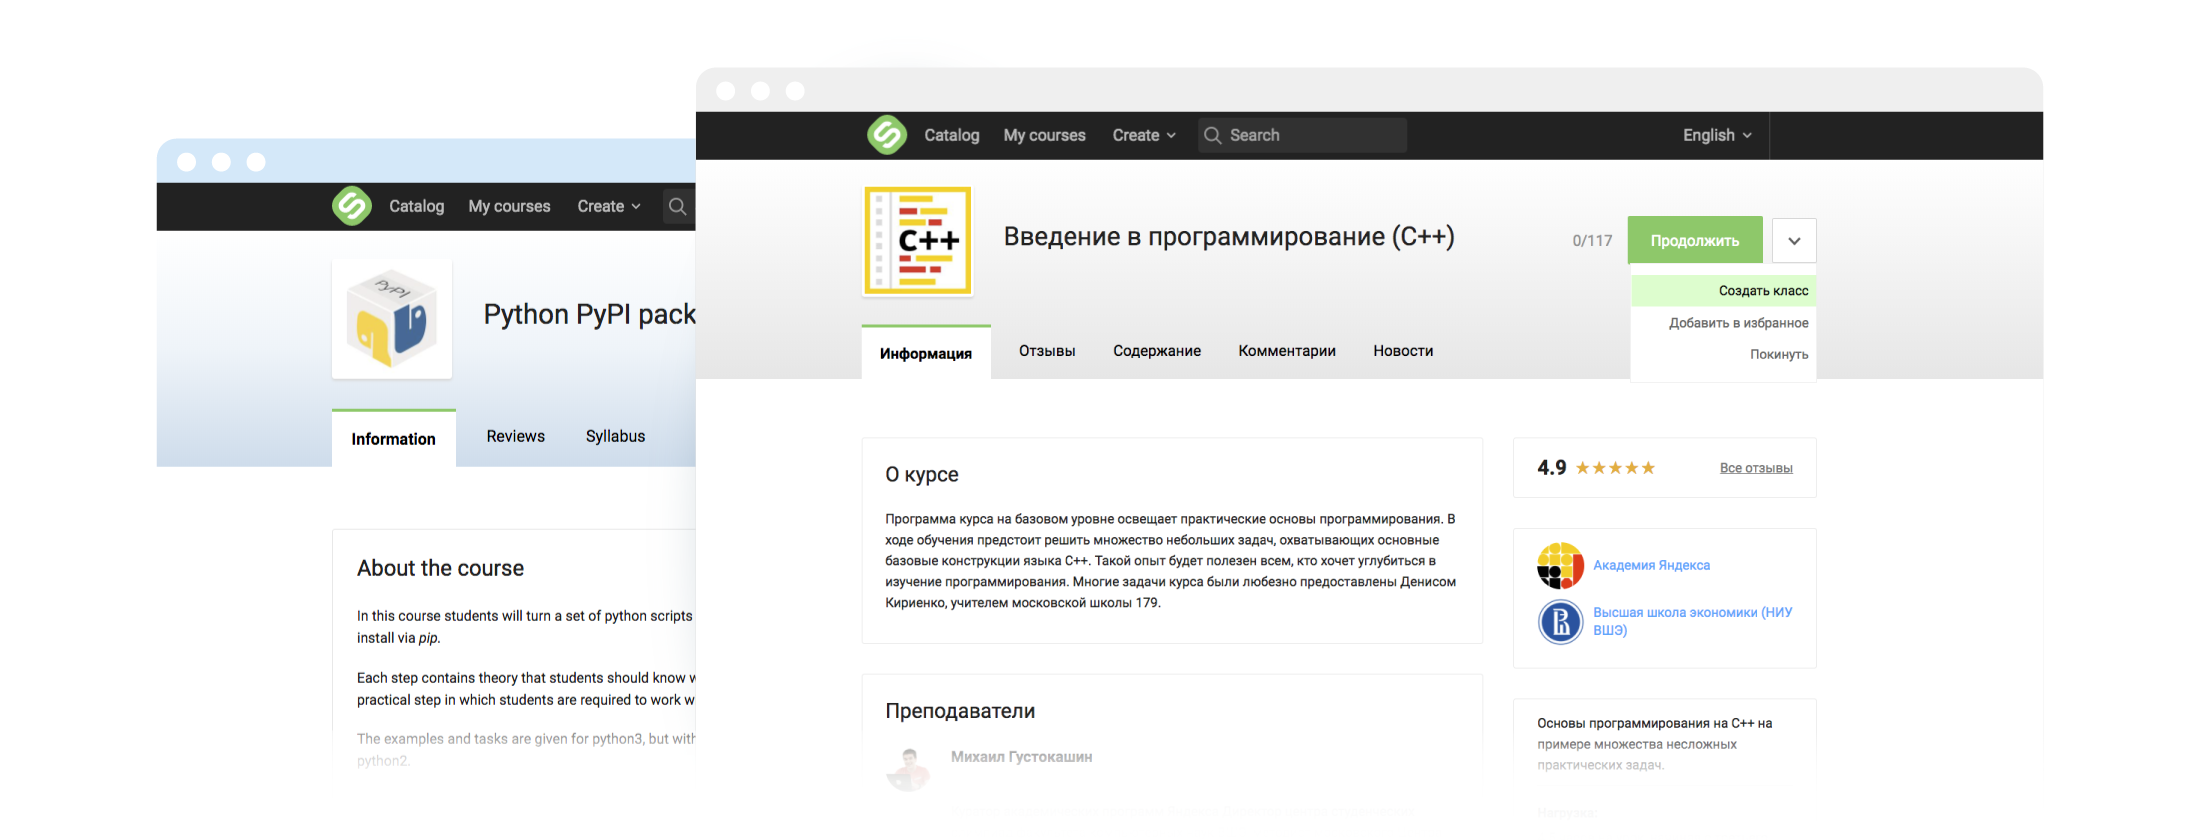 Catalog My courses Create
PyPI
Python PyPI pack
Information Reviews Syllabus
About the course
In this course students will turn a set of python scripts
install via pip.
Each step contains theory that students should know w
practical step in which students are required to work w
The examples and tasks are given for python3, but with
python2.
Catalog My courses Create Search English
C++
Введение в программирование (C++)
0/117 Продолжить
Создать класс
Добавить в избранное
Покинуть
Информация Отзывы Содержание Комментарии Новости
О курсе
Программа курса на базовом уровне освещает практические основы программирования. В
ходе обучения предстоит решить множество небольших задач, охватывающих основные
базовые конструкции языка C++. Такой опыт будет полезен всем, кто хочет углубиться в
изучение программирования. Многие задачи курса были любезно предоставлены Денисом
Кириенко, учителем московской школы 179.
Преподаватели
Михаил Густокашин
4.9 ★★★★★ Все отзывы
Академия Яндекса
Высшая школа экономики (НИУ
ВШЭ)
Основы программирования на C++ на
примере множества несложных
практических задач.
Нагрузка: